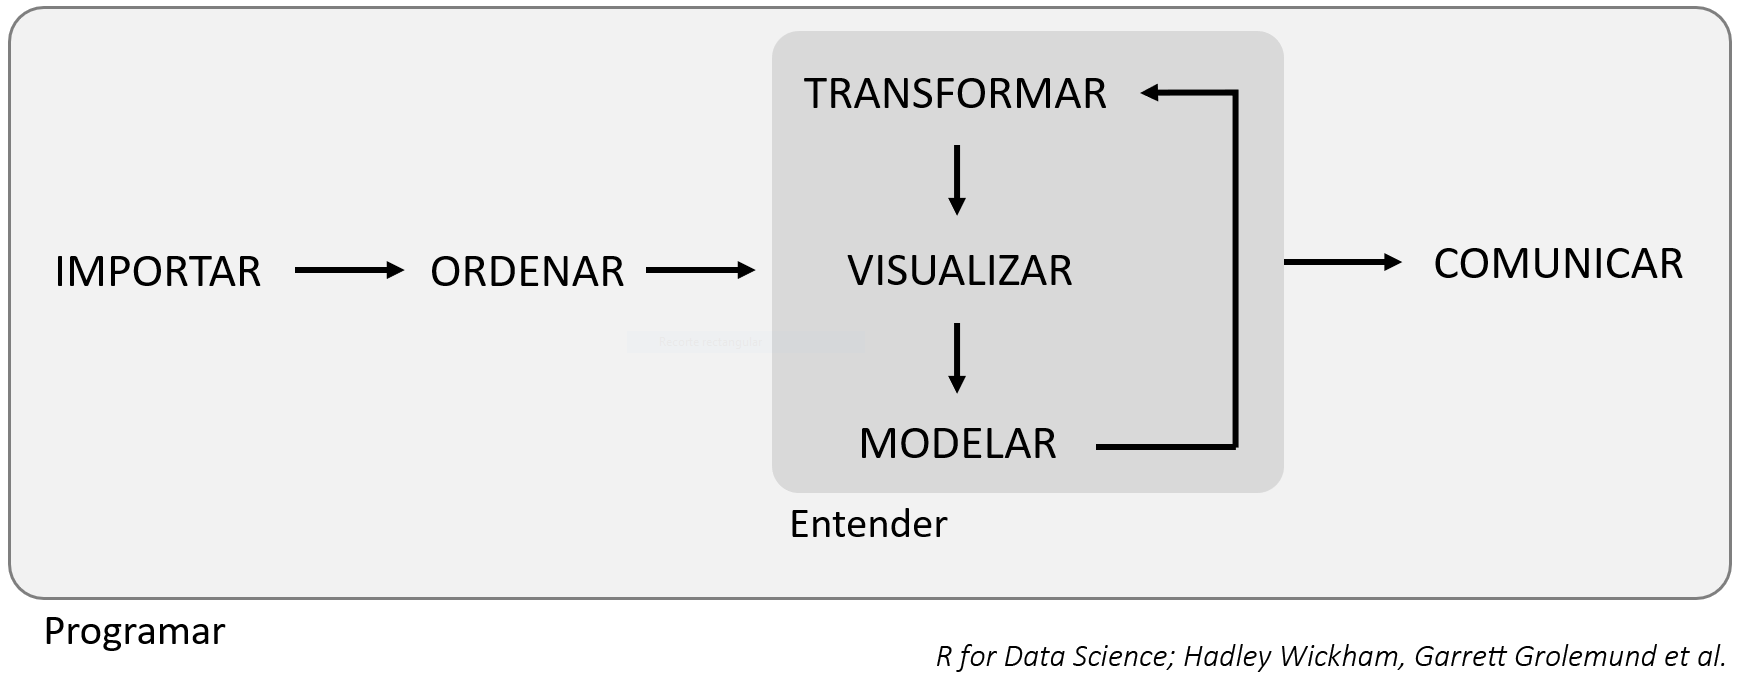 TRANSFORMAR
IMPORTAR
ORDENAR
VISUALIZAR
COMUNICAR
MODELAR
Entender
Programar
R for Data Science; Hadley Wickham, Garrett Grolemund et al.